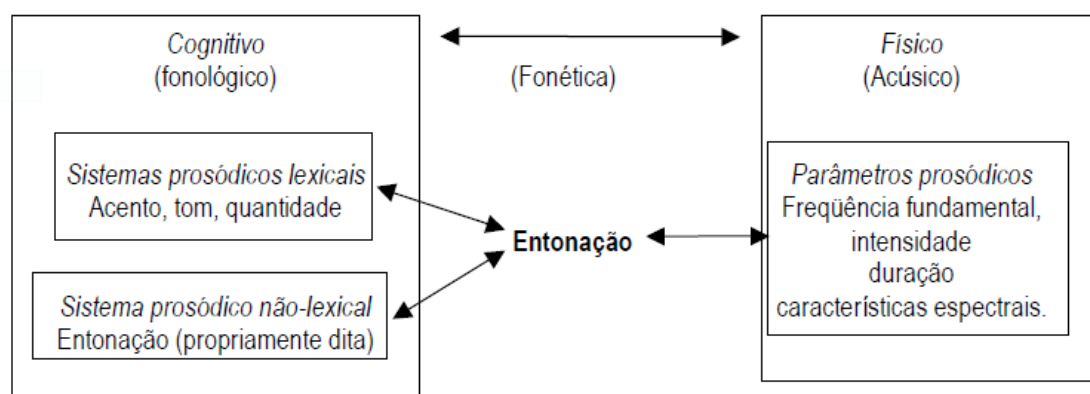 Cognitivo
(fonológico)
(Fonética)
Físico
(Acúsico)
Sistemas prosódicos lexicais
Acento, tom, quantidade
Sistema prosódico não-lexical
Entonação (propriamente dita)
Entonação
Parâmetros prosódicos
Freqüência fundamental,
intensidade
duração
características espectrais.